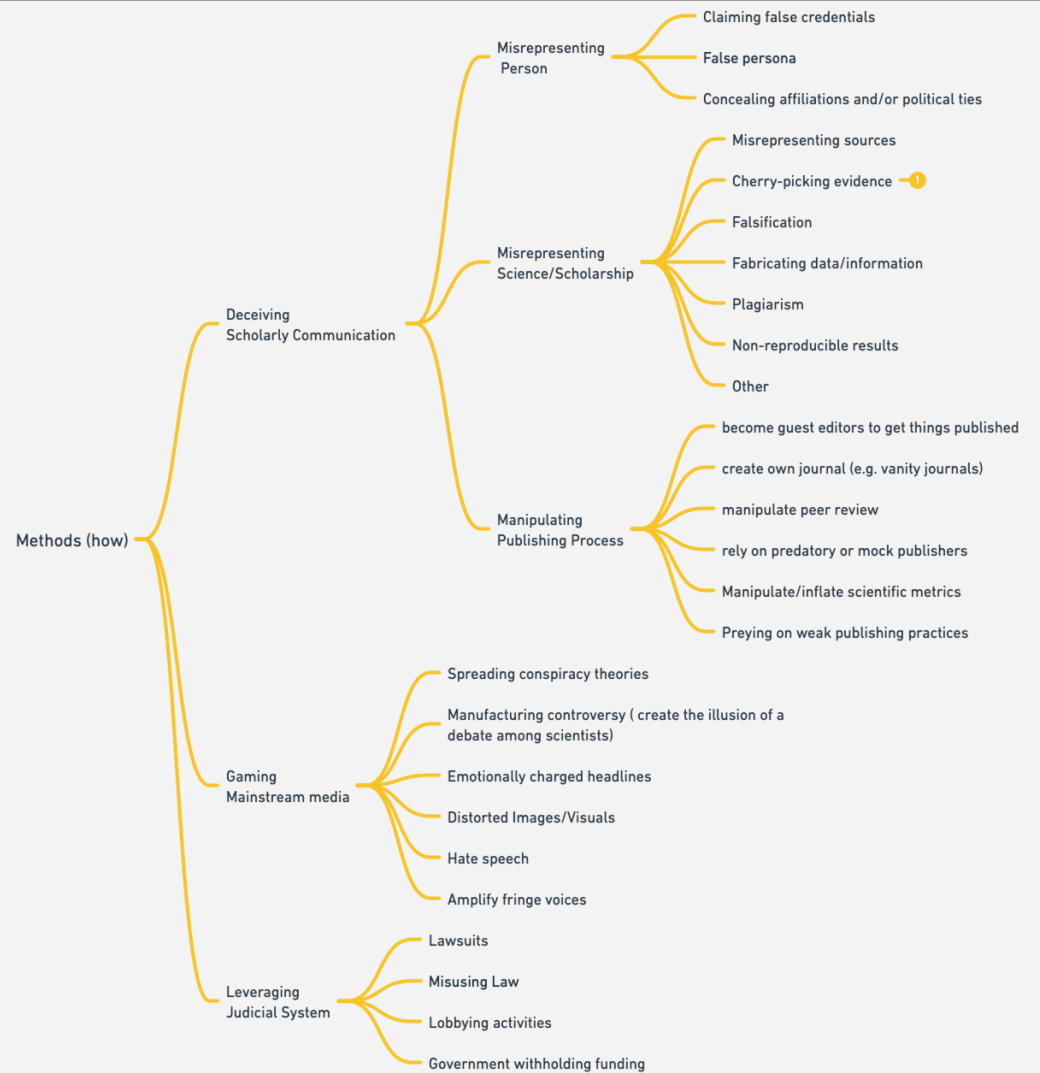 Claiming false credentials
Misrepresenting
Person
False persona
Concealing affiliations and/or political ties
Misrepresenting sources
Cherry-picking evidence
1
Falsification
Misrepresenting
Science/Scholarship
Fabricating data/information
Plagiarism
Deceiving
Scholarly Communication
Non-reproducible results
Other
become guest editors to get things published
create own journal (e.g. vanity journals)
manipulate peer review
Manipulating
Publishing Process
Methods (how)
rely on predatory or mock publishers
Manipulate/inflate scientific metrics
Preying on weak publishing practices
Spreading conspiracy theories
Manufacturing controversy ( create the illusion of a
debate among scientists)
Emotionally charged headlines
Gaming
Mainstream media
Distorted Images/Visuals
Hate speech
Amplify fringe voices
Lawsuits
Misusing Law
Leveraging
Judicial System
Lobbying activities
Government withholding funding